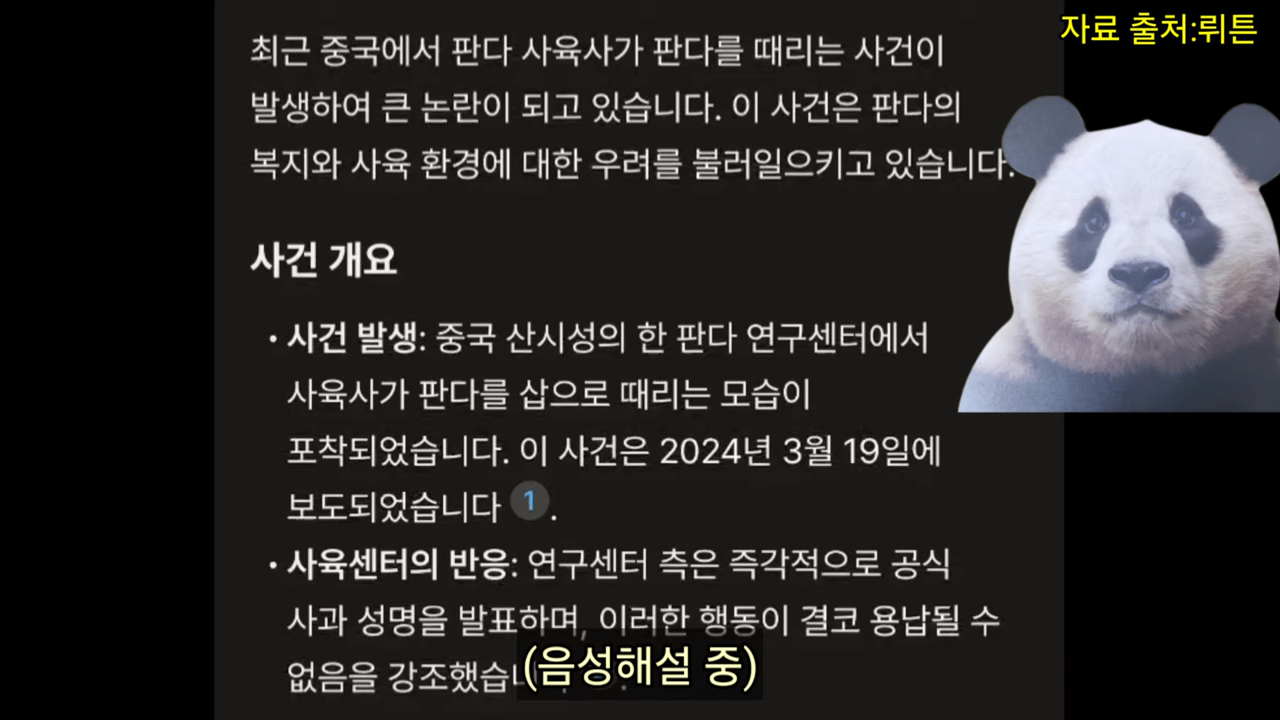 자료 출처:뤼튼
최근 중국에서 판다 사육사가 판다를 때리는 사건이
발생하여 큰 논란이 되고 있습니다. 이 사건은 판다의
복지와 사육 환경에 대한 우려를 불러일으키고 있습니다.
사건 개요
• 사건 발생: 중국 산시성의 한 판다 연구센터에서
사육사가 판다를 삽으로 때리는 모습이
포착되었습니다. 이 사건은 2024년 3월 19일에
보도되었습니다 1.
• 사육센터의 반응: 연구센터 측은 즉각적으로 공식
사과 성명을 발표하며, 이러한 행동이 결코 용납될 수
없음을
(음성해설 중)